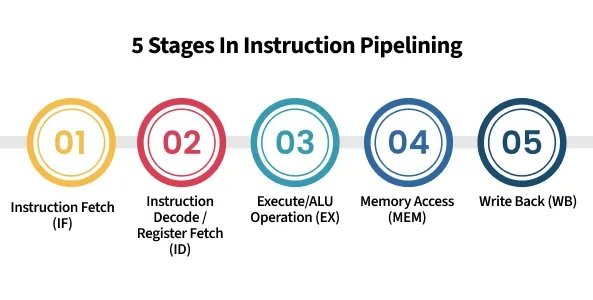 5 Stages In Instruction Pipelining
01
02
03
04
05
Instruction Fetch
(IF)
Instruction
Decode /
Register Fetch
(ID)
Execute/ALU
Operation (EX)
Memory Access
(MEM)
Write Back (WB)